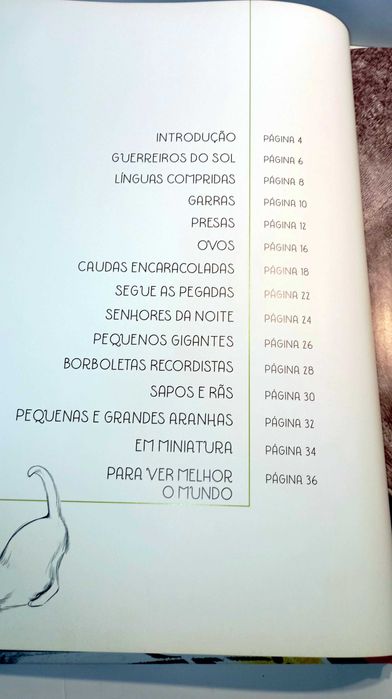 INTRODUÇÃO PÁGINA 4
GUERREIROS DO SOL PÁGINA 6
LÍNGUAS COMPRIDAS PÁGINA 8
GARRAS PÁGINA 10
PRESAS PÁGINA 12
OVOS PÁGINA 16
CAUDAS ENCARACOLADAS PÁGINA 18
SEGUE AS PEGADAS PÁGINA 22
SENHORES DA NOITE PÁGINA 24
PEQUENOS GIGANTES PÁGINA 26
BORBOLETAS RECORDISTAS PÁGINA 28
SAPOS E RÃS PÁGINA 30
PEQUENAS E GRANDES ARANHAS PÁGINA 32
EM MINIATURA PÁGINA 34
PARA VER MELHOR PÁGINA 36
O MUNDO